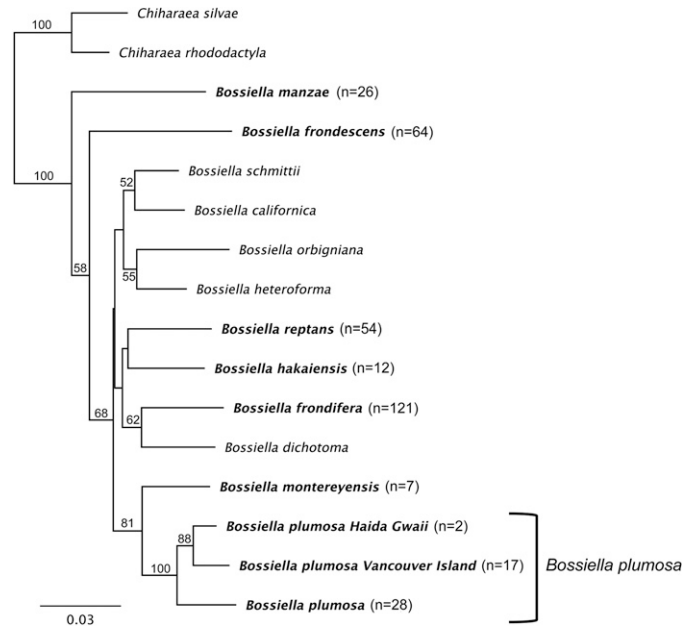 Chiharaea silvae
100
Chiharaea rhododactyla
Bossiella manzae (n=26)
Bossiella frondescens (n=64)
100
52
Bossiella schmittii
Bossiella californica
Bossiella orbigniana
58
55
Bossiella heteroforma
Bossiella reptans (n=54)
Bossiella hakaiensis (n=12)
Bossiella frondifera (n=121)
68
62
Bossiella dichotoma
Bossiella montereyensis (n=7)
81
Bossiella plumosa Haida Gwaii (n=2)
88
Bossiella plumosa Vancouver Island (n=17)
Bossiella plumosa
100
Bossiella plumosa (n=28)
0.03